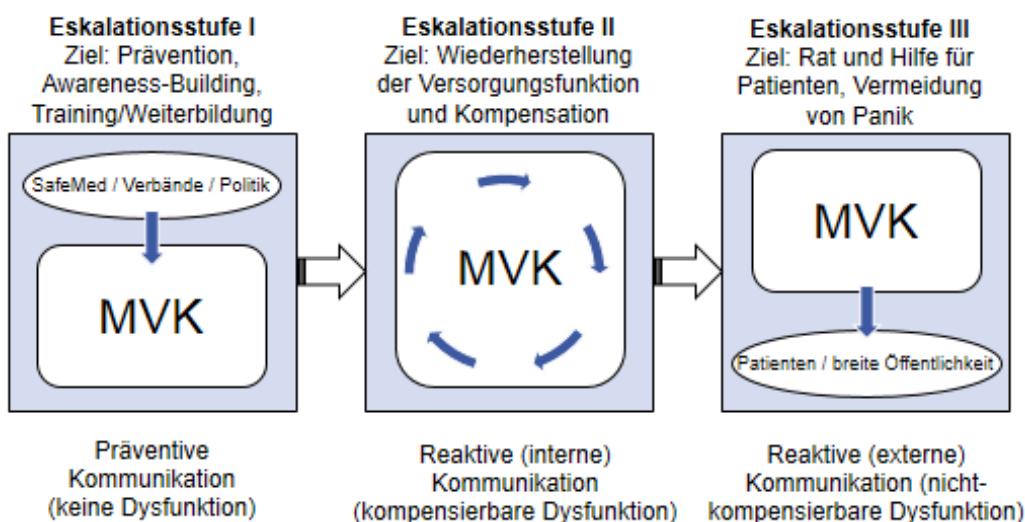 Eskalationsstufe I
Ziel: Prävention,
Awareness-Building,
Training/Weiterbildung
SafeMed / Verbände / Politik
MVK
Präventive
Kommunikation
(keine Dysfunktion)
Eskalationsstufe II
Ziel: Wiederherstellung
der Versorgungsfunktion
und Kompensation
MVK
Reaktive (interne)
Kommunikation
(kompensierbare Dysfunktion)
Eskalationsstufe III
Ziel: Rat und Hilfe für
Patienten, Vermeidung
von Panik
MVK
Patienten / breite Öffentlichkeit
Reaktive (externe)
Kommunikation (nicht-
kompensierbare Dysfunktion)